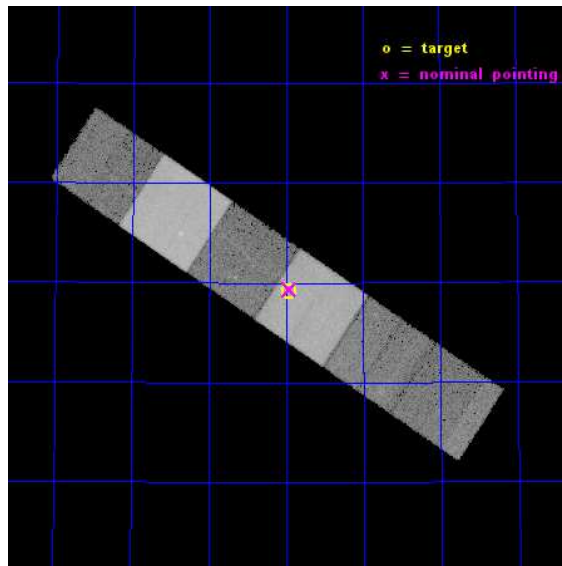 o = target
x = nominal pointing